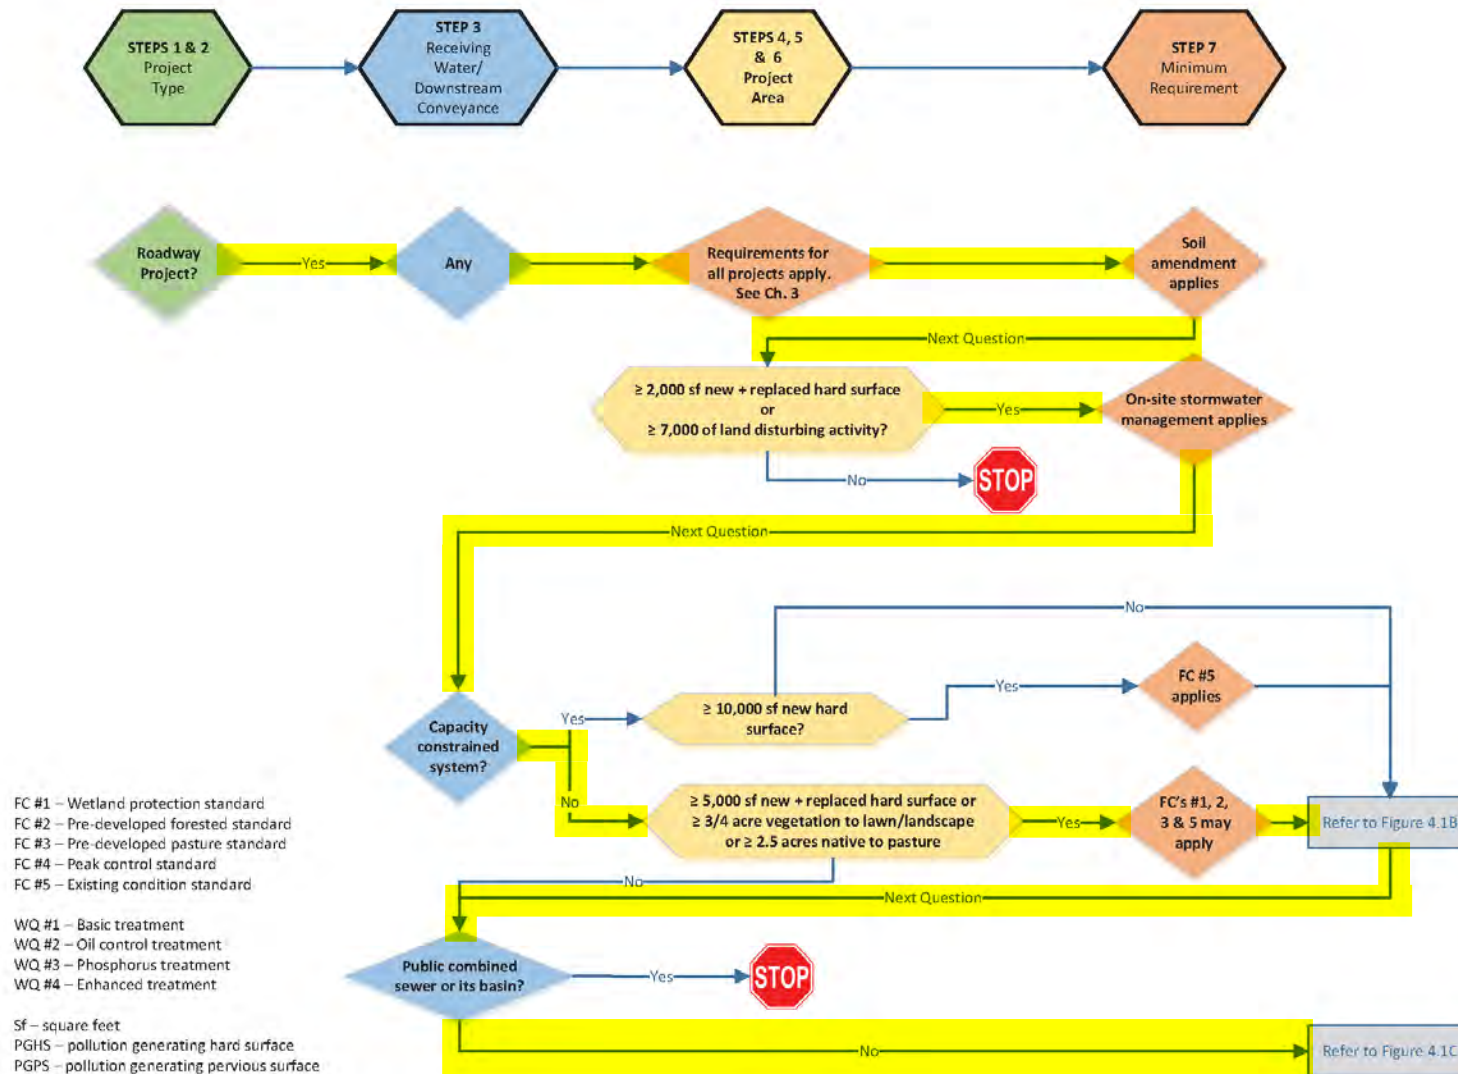 STEPS 1 & 2
Project
Type
STEP 3
Receiving
Water/
Downstream
Conveyance
STEPS 4, 5
& 6
Project
Area
STEP 7
Minimum
Requirement
Roadway
Project?
Yes
Any
Requirements for
all projects apply.
See Ch. 3
Soil
amendment
applies
Next Question
≥ 2,000 sf new + replaced hard surface
or
≥ 7,000 of land disturbing activity?
Yes
On-site stormwater
management applies
No
STOP
Next Question
No
Capacity
constrained
system?
Yes
≥ 10,000 sf new hard
surface?
Yes
FC #5
applies
No
≥ 5,000 sf new + replaced hard surface or
≥ 3/4 acre vegetation to lawn/landscape
or ≥ 2.5 acres native to pasture
Yes
FC's #1, 2,
3 & 5 may
apply
Refer to Figure 4.1B
No
Next Question
Public combined
sewer or its basin?
Yes
STOP
No
Refer to Figure 4.1C
FC #1 – Wetland protection standard
FC #2 – Pre-developed forested standard
FC #3 – Pre-developed pasture standard
FC #4 – Peak control standard
FC #5 – Existing condition standard
WQ #1 – Basic treatment
WQ #2 – Oil control treatment
WQ #3 – Phosphorus treatment
WQ #4 – Enhanced treatment
Sf – square feet
PGHS – pollution generating hard surface
PGPS – pollution generating pervious surface